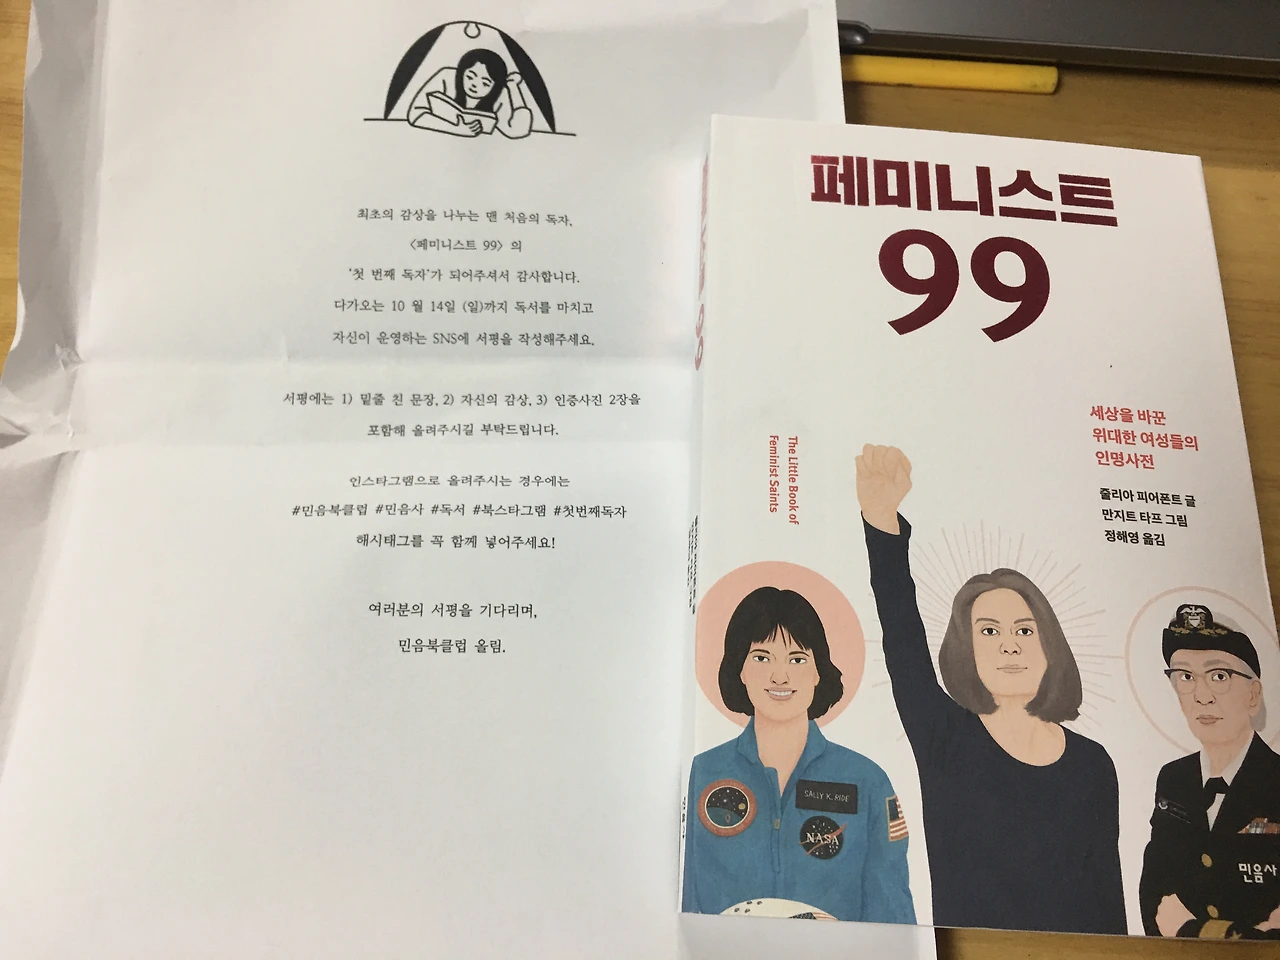 최초의 감상을 나누는 맨 처음의 독자,
〈페미니스트 99〉의
'첫 번째 독자'가 되어주셔서 감사합니다.
다가오는 10 월 14일 (일)까지 독서를 마치고
자신이 운영하는 SNS에 서평을 작성해주세요.
서평에는 1) 밑줄 친 문장, 2) 자신의 감상, 3) 인증사진 2장을
포함해 올려주시길 부탁드립니다.
인스타그램으로 올려주시는 경우에는
#민음북클럽 #민음사 #독서 #북스타그램 #첫번째독자
해시태그를 꼭 함께 넣어주세요!
여러분의 서평을 기다리며,
민음북클럽 올림.
페미니스트
99
세상을 바꾼
위대한 여성들의
인명사전
줄리아 피어폰트 글
만지트 타프 그림
정해영 옮김
The Little Book of
Feminist Saints
SALLY K. RIDE
NASA
민음사
99